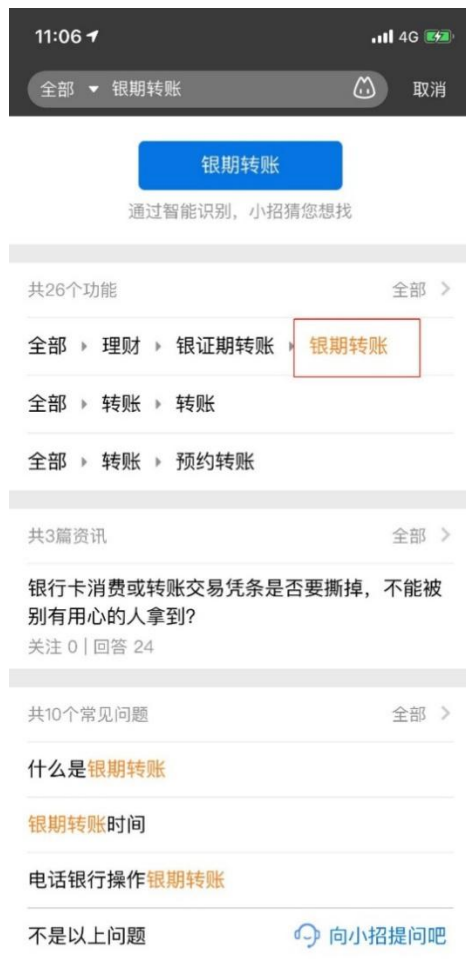 11:06 4G
全部 银期转账 取消
银期转账
通过智能识别，小招猜您想找
共26个功能 全部
全部 理财 银证期转账 银期转账
全部 转账 转账
全部 转账 预约转账
共3篇资讯 全部
银行卡消费或转账交易凭条是否要撕掉，不能被
别有用心的人拿到?
关注 0 | 回答 24
共10个常见问题 全部
什么是银期转账
银期转账时间
电话银行操作银期转账
不是以上问题 向小招提问吧